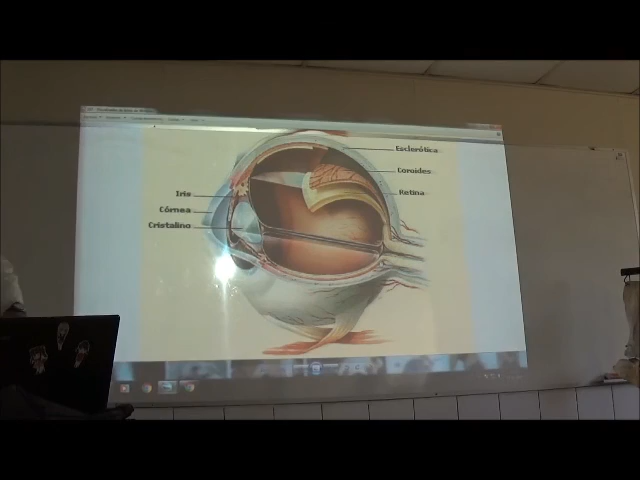 Esclerótica
Coroides
Retina
Iris
Córnea
Cristalino